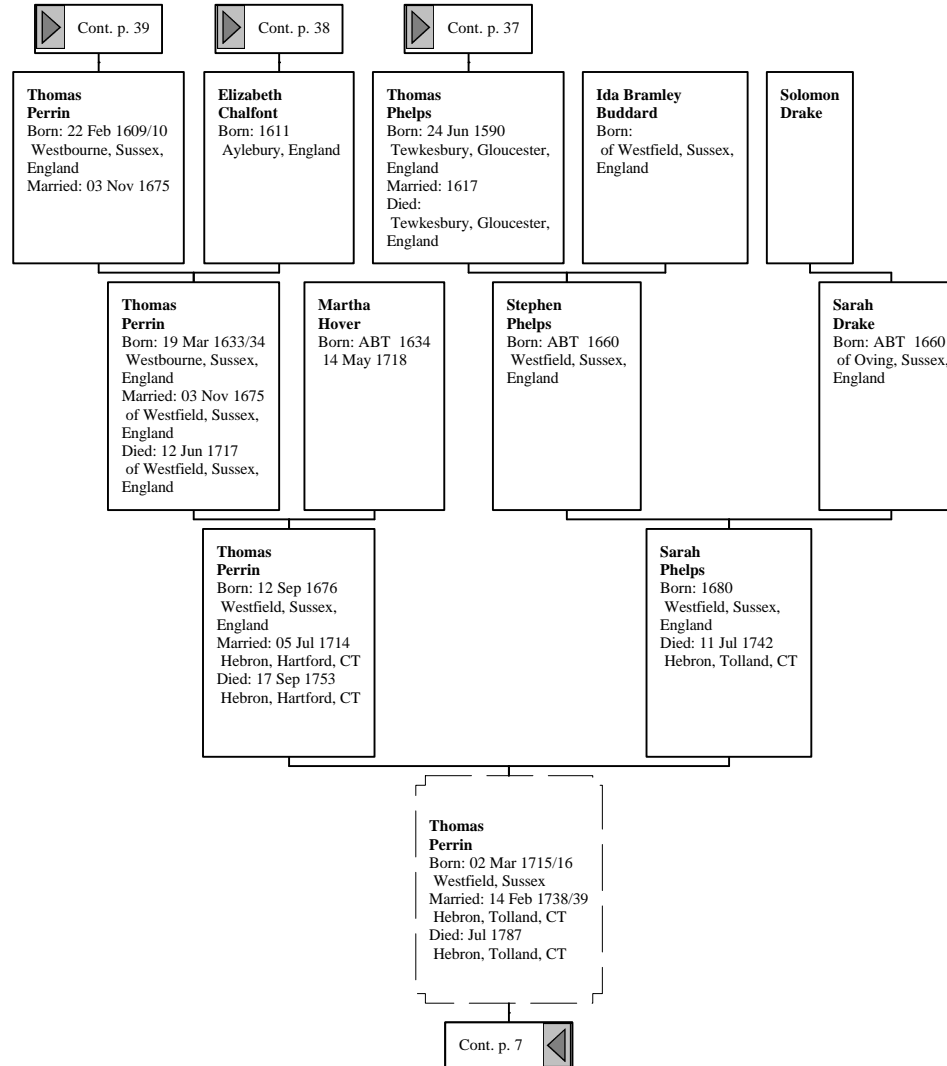 Cont. p. 39
Cont. p. 38
Cont. p. 37
Thomas
Perrin
Born: 22 Feb 1609/10
Westbourne, Sussex,
England
Married: 03 Nov 1675
Elizabeth
Chalfont
Born: 1611
Aylebury, England
Thomas
Phelps
Born: 24 Jun 1590
Tewkesbury, Gloucester,
England
Married: 1617
Died:
Tewkesbury, Gloucester,
England
Ida Bramley
Buddard
Born:
of Westfield, Sussex,
England
Solomon
Drake
Thomas
Perrin
Born: 19 Mar 1633/34
Westbourne, Sussex,
England
Married: 03 Nov 1675
of Westfield, Sussex,
England
Died: 12 Jun 1717
of Westfield, Sussex,
England
Martha
Hover
Born: ABT 1634
14 May 1718
Stephen
Phelps
Born: ABT 1660
Westfield, Sussex,
England
Sarah
Drake
Born: ABT 1660
of Oving, Sussex,
England
Thomas
Perrin
Born: 12 Sep 1676
Westfield, Sussex,
England
Married: 05 Jul 1714
Hebron, Hartford, CT
Died: 17 Sep 1753
Hebron, Hartford, CT
Sarah
Phelps
Born: 1680
Westfield, Sussex,
England
Died: 11 Jul 1742
Hebron, Tolland, CT
Thomas
Perrin
Born: 02 Mar 1715/16
Westfield, Sussex
Married: 14 Feb 1738/39
Hebron, Tolland, CT
Died: Jul 1787
Hebron, Tolland, CT
Cont. p. 7